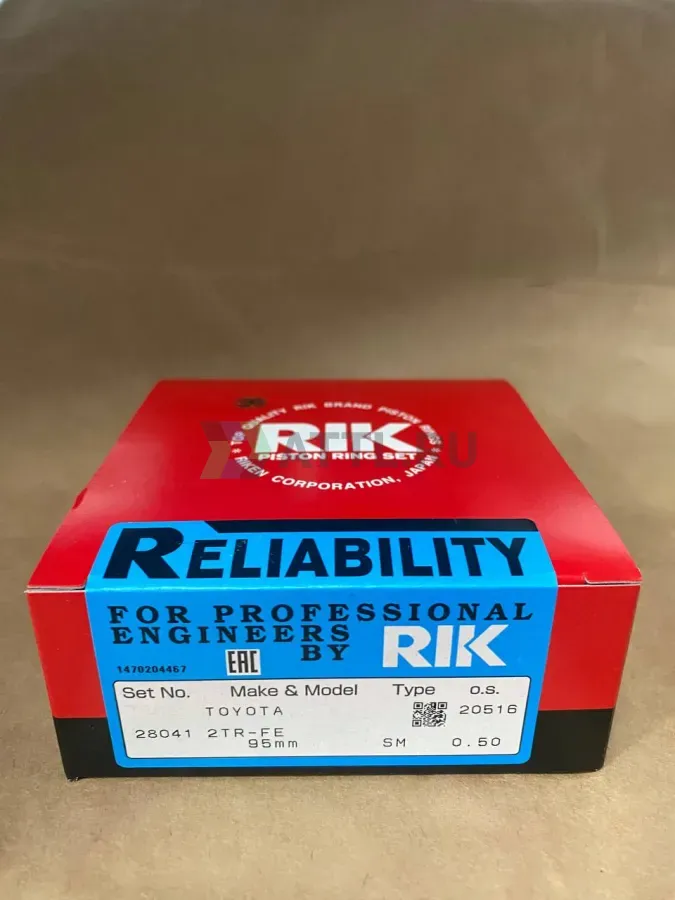 TOP QUALITY RIK BRAND PISTON RINGS
RIK
PISTON RING SET
RIKEN CORPORATION, JAPAN
RELIABILITY
FOR PROFESSIONAL
ENGINEERS
BY RIK
1470204467
EAC
Set No. Make & Model Type o.s.
TOYOTA 20516
28041 2TR-FE
95mm SM 0.50